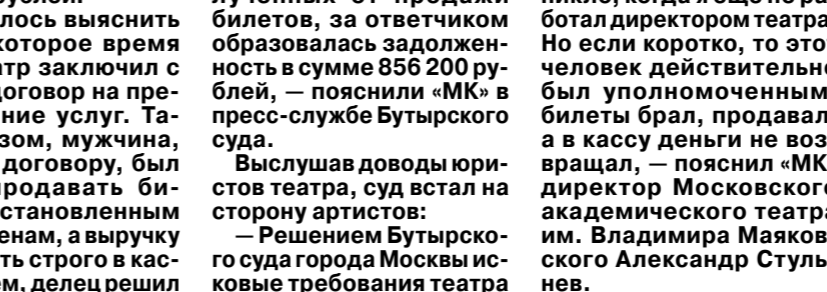 лось выяснить
которое время
атр заключил с
договор на пре-
ние услуг. Та-
зом, мужчина,
договору, был
продавать би-
становленным
енам, а выручку
ть строго в кас-
ем, делец решил
лученных от продажи
билетов, за ответчиком
образовалась задолжен-
ность в сумме 856 200 ру-
блей, — пояснили «МК» в
пресс-службе Бутырского
суда.
Выслушав доводы юри-
стов театра, суд встал на
сторону артистов:
— Решением Бутырско-
го суда города Москвы ис-
ковые требования театра
никло, когда я еще не ра
ботал директором театра
Но если коротко, то этот
человек действительно
был уполномоченным
билеты брал, продавал
а в кассу деньги не воз
вращал, — пояснил «МК
директор Московского
академического театра
им. Владимира Маяков
ского Александр Стуль
нев.